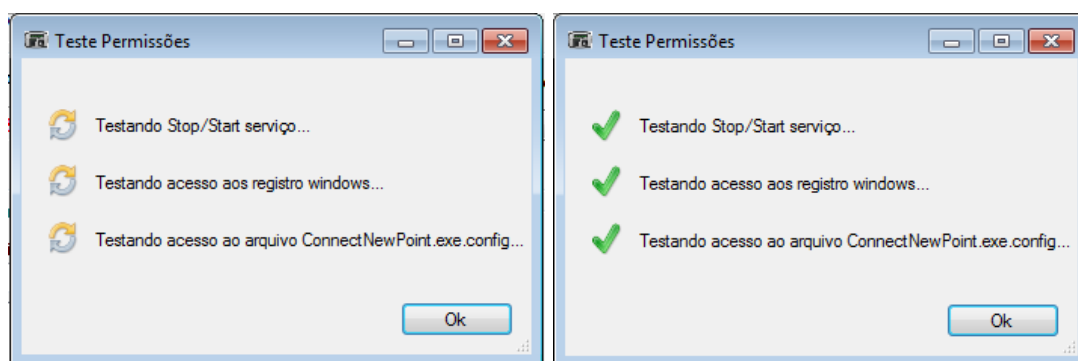 Teste Permissões
Testando Stop/Start serviço...
Testando acesso aos registro windows...
Testando acesso ao arquivo ConnectNewPoint.exe.config...
Ok
Teste Permissões
Testando Stop/Start serviço...
Testando acesso aos registro windows...
Testando acesso ao arquivo ConnectNewPoint.exe.config...
Ok